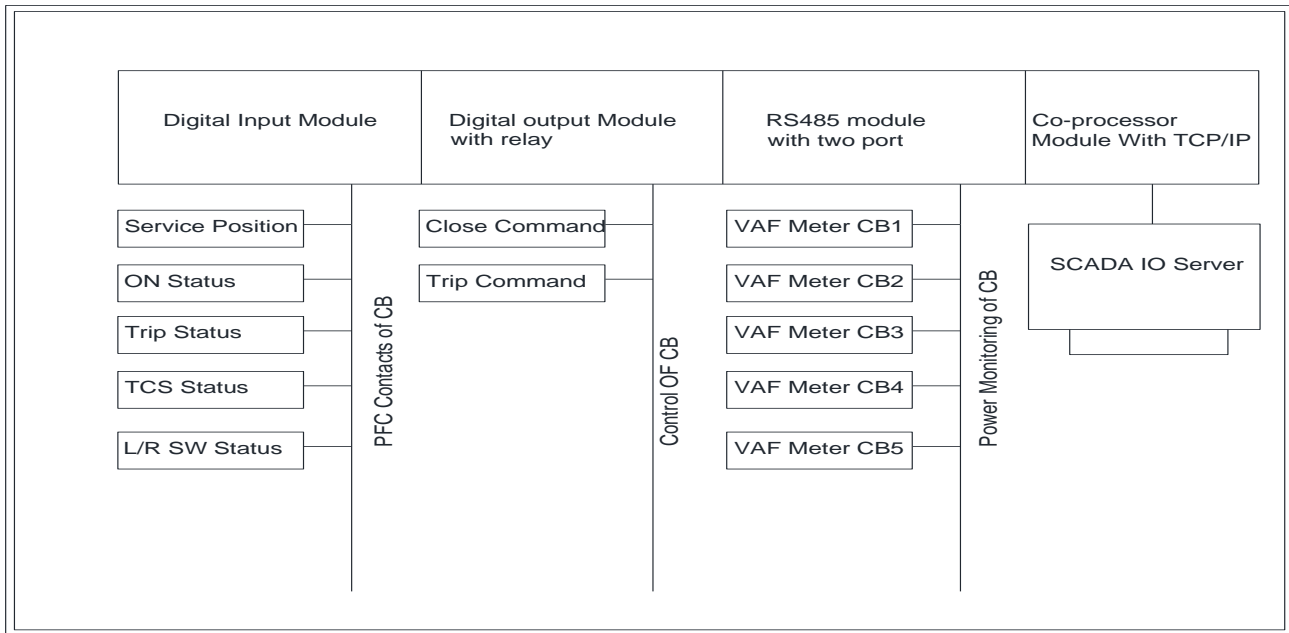 Digital Input Module
Digital output Module
with relay
RS485 module
with two port
Co-processor
Module With TCP/IP
Service Position
ON Status
Trip Status
TCS Status
L/R SW Status
PFC Contacts of CB
Close Command
Trip Command
Control OF CB
VAF Meter CB1
VAF Meter CB2
VAF Meter CB3
VAF Meter CB4
VAF Meter CB5
Power Monitoring of CB
SCADA IO Server